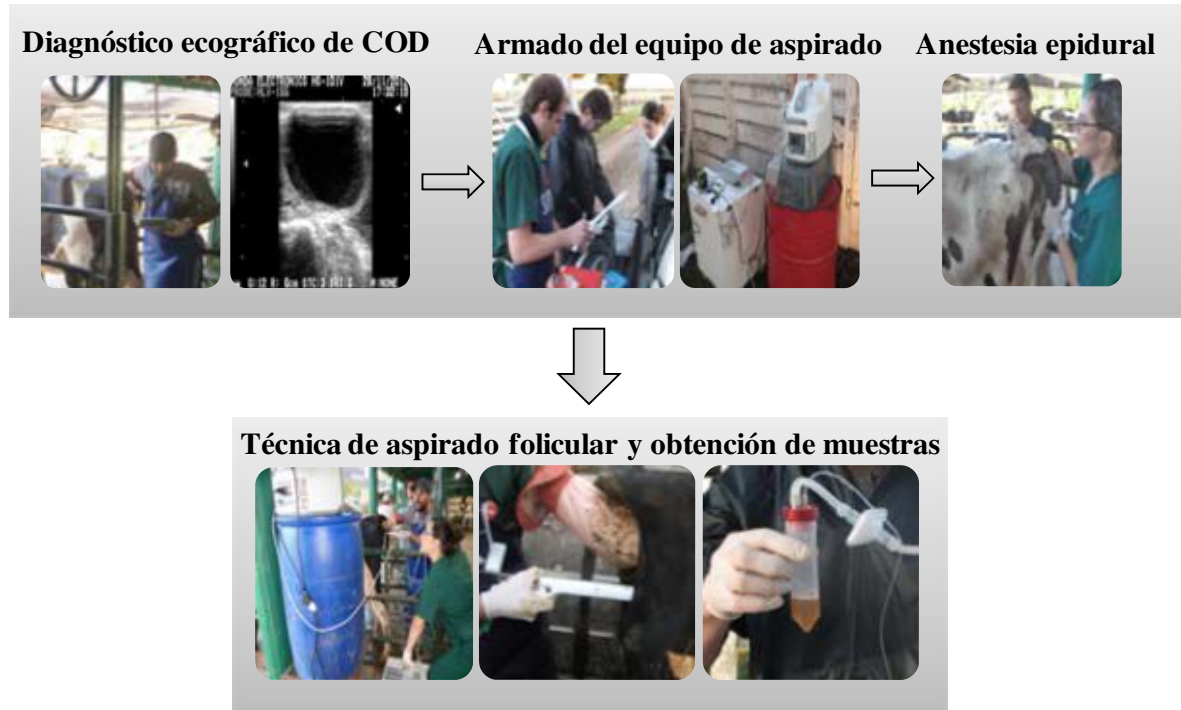 Diagnóstico ecográfico de COD
Armado del equipo de aspirado
Anestesia epidural
Técnica de aspirado folicular y obtención de muestras